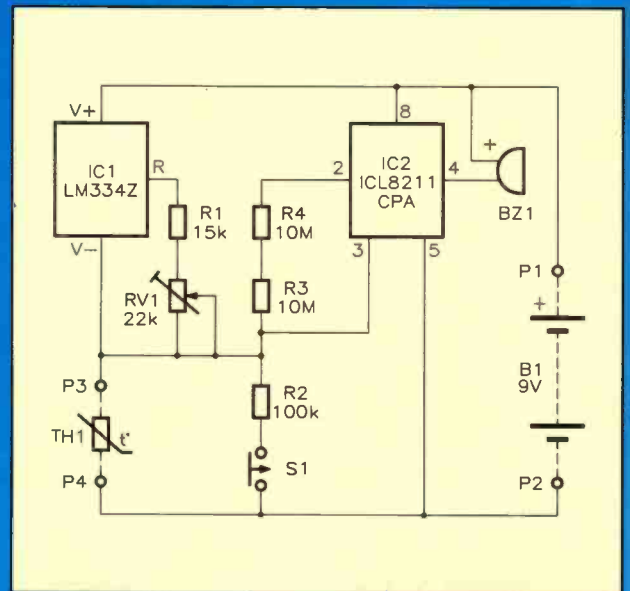 V+
IC1
LM334Z
R
V-
R1
15k
RV1
22k
P3
TH1
t°
P4
R4
10M
R3
10M
R2
100k
S1
2
8
IC2
ICL8211
CPA
4
3
5
+
BZ1
P1
+
B1
9V
P2